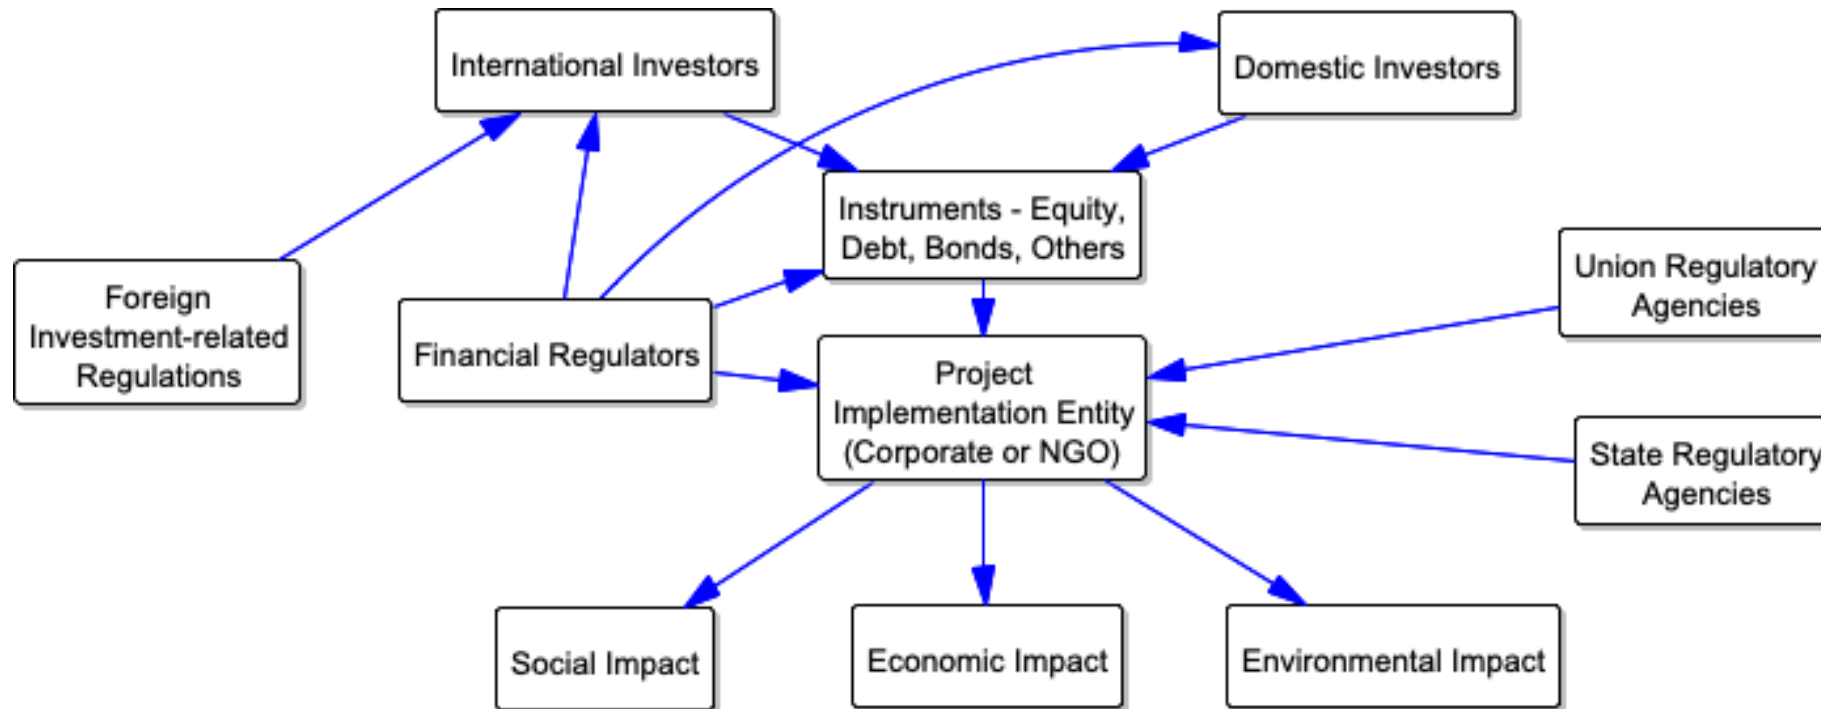 International Investors
Domestic Investors
Instruments - Equity,
Debt, Bonds, Others
Foreign
Investment-related
Regulations
Financial Regulators
Union Regulatory
Agencies
Project
Implementation Entity
(Corporate or NGO)
State Regulatory
Agencies
Social Impact
Economic Impact
Environmental Impact